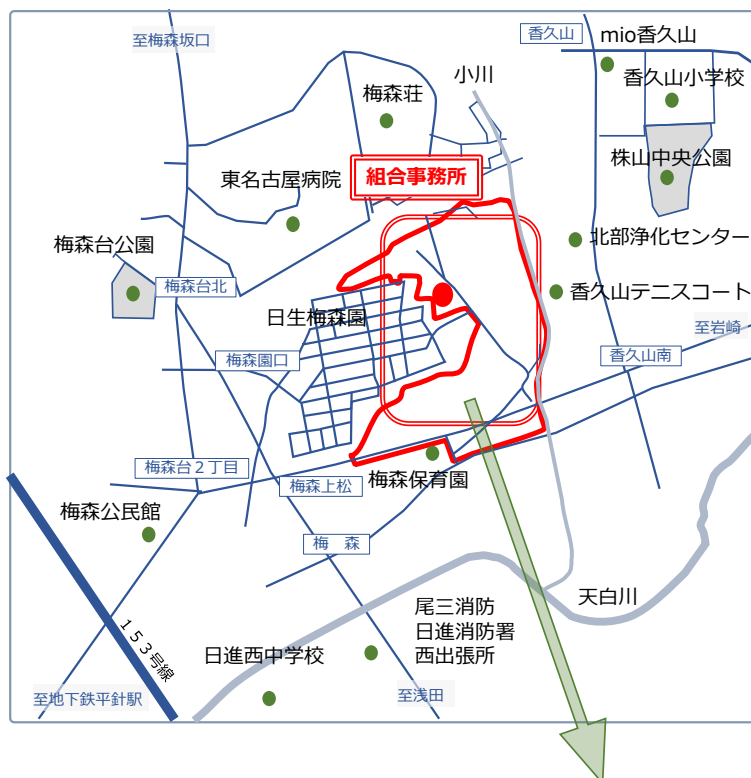 至梅森坂口
香久山
mio香久山
小川
香久山小学校
梅森荘
株山中央公園
組合事務所
東名古屋病院
北部浄化センター
梅森台公園
梅森台北
香久山テニスコート
日生梅森園
至岩崎
梅森園口
香久山南
梅森台２丁目
梅森保育園
梅森上松
梅森公民館
梅　森
天白川
尾三消防
日進消防署
西出張所
１５３号線
日進西中学校
至地下鉄平針駅
至浅田